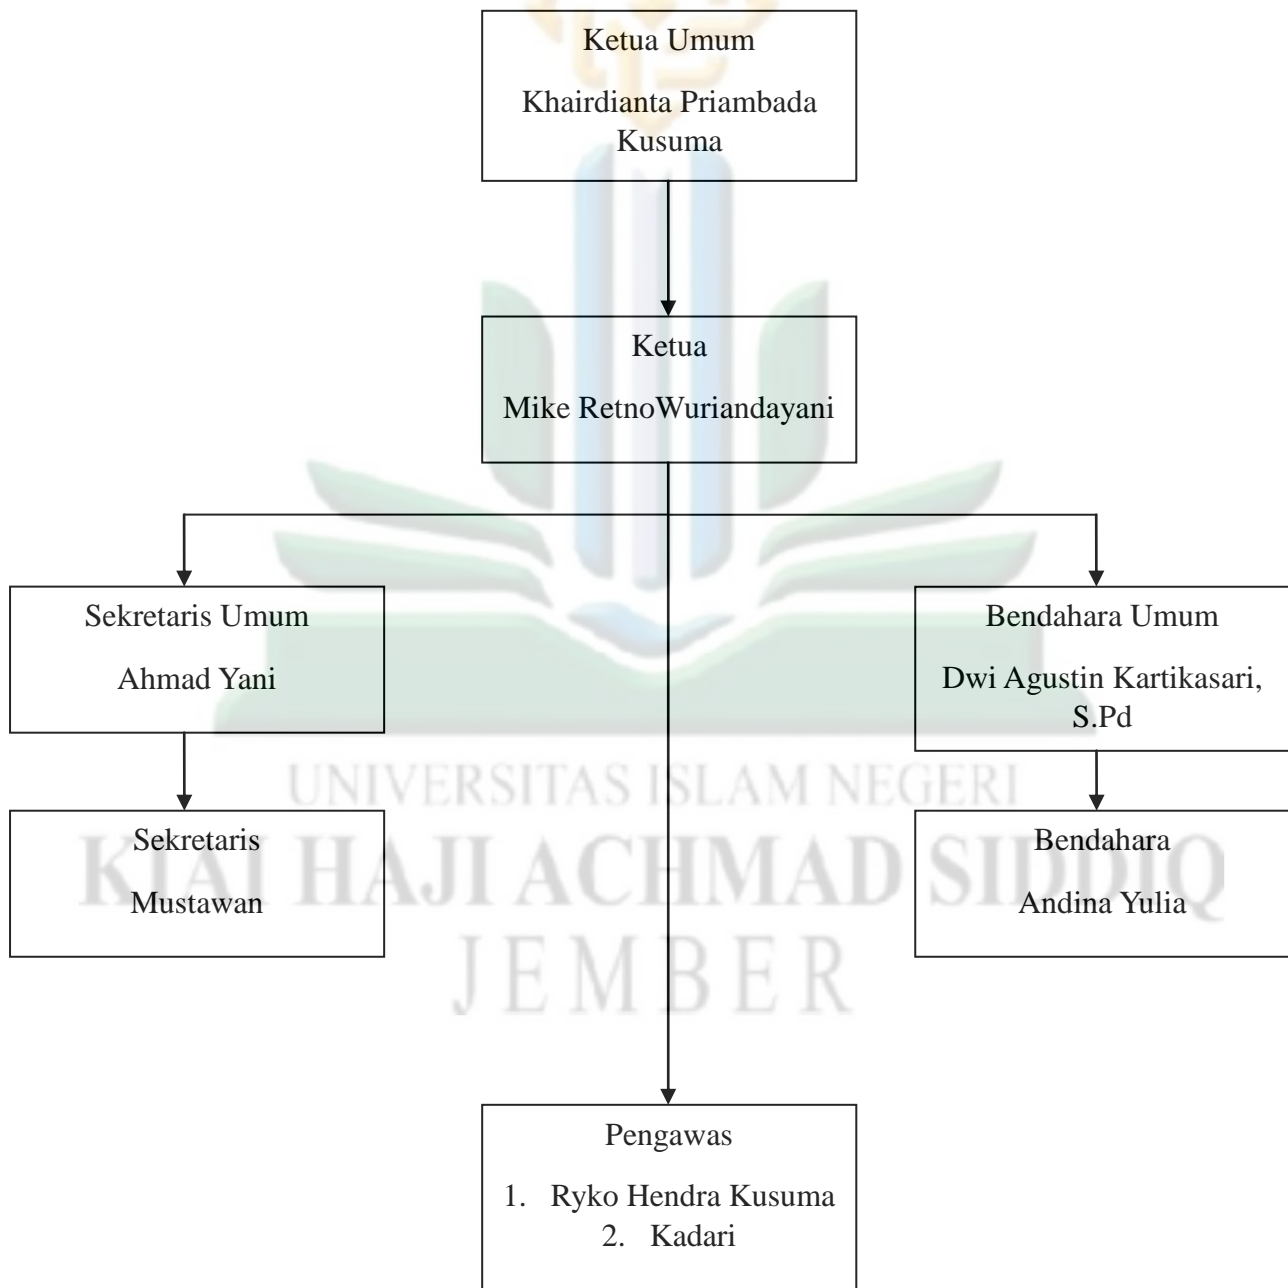 Ketua Umum
Khairdianta Priambada
Kusuma
Ketua
Mike RetnoWuriandayani
Sekretaris Umum
Ahmad Yani
Bendahara Umum
Dwi Agustin Kartikasari,
S.Pd
UNIVERSITAS ISLAM NEGERI
Sekretaris
Mustawan
Bendahara
Andina Yulia
KIAI HAJI ACHMAD SIDDIQ
JEMBER
Pengawas
1. Ryko Hendra Kusuma
2. Kadari